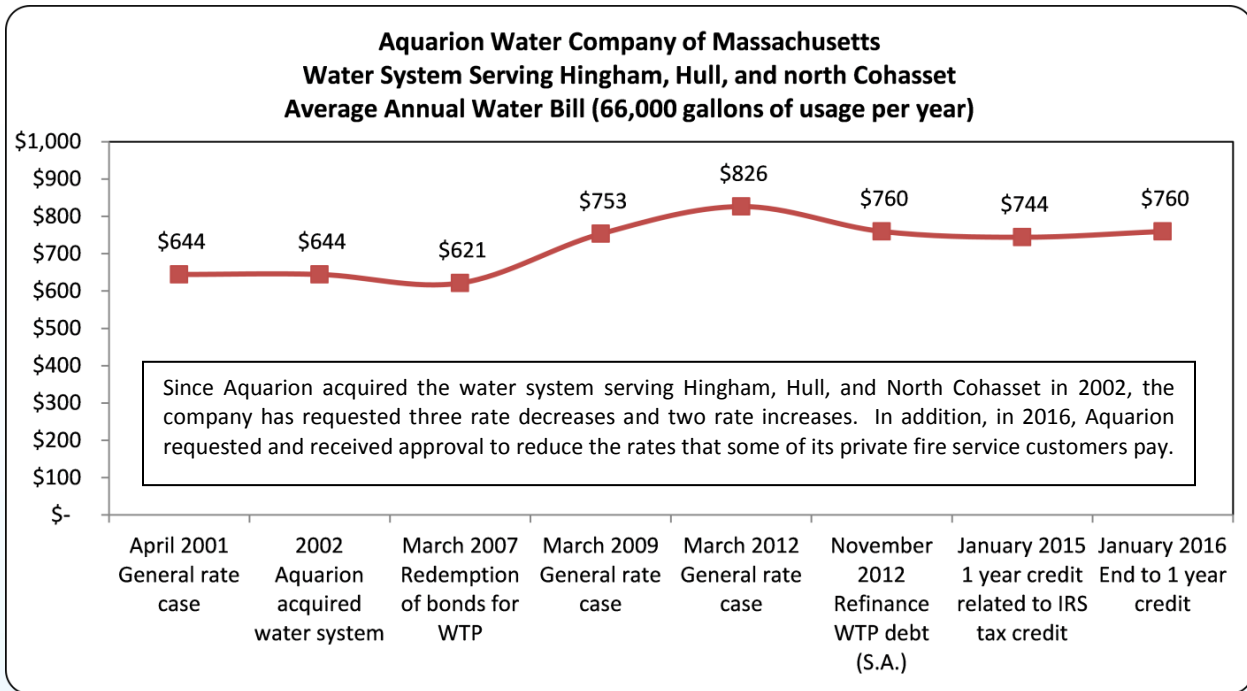 Aquarion Water Company of Massachusetts
Water System Serving Hingham, Hull, and north Cohasset
Average Annual Water Bill (66,000 gallons of usage per year)
$1,000
$900
$800
$700
$600
$500
$400
$300
$200
$100
$-
$644
$644
$621
$753
$826
$760
$744
$760
Since Aquarion acquired the water system serving Hingham, Hull, and North Cohasset in 2002, the
company has requested three rate decreases and two rate increases. In addition, in 2016, Aquarion
requested and received approval to reduce the rates that some of its private fire service customers pay.
April 2001
General rate
case
2002
Aquarion
acquired
water system
March 2007
Redemption
of bonds for
WTP
March 2009
General rate
case
March 2012
General rate
case
November
2012
Refinance
WTP debt
(S.A.)
January 2015
1 year credit
related to IRS
tax credit
January 2016
End to 1 year
credit